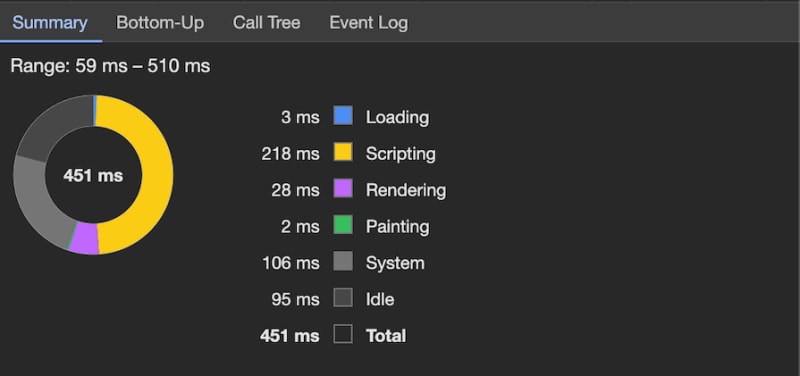 Summary Bottom-Up Call Tree Event Log
Range: 59 ms – 510 ms
451 ms
3 ms Loading
218 ms Scripting
28 ms Rendering
2 ms Painting
106 ms System
95 ms Idle
451 ms Total